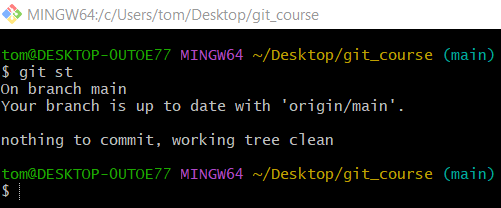 MINGW64:/c/Users/tom/Desktop/git_course
tom@DESKTOP-OUTOE77 MINGW64 ~/Desktop/git_course (main)
$ git st
On branch main
Your branch is up to date with 'origin/main'.
nothing to commit, working tree clean
tom@DESKTOP-OUTOE77 MINGW64 ~/Desktop/git_course (main)
$